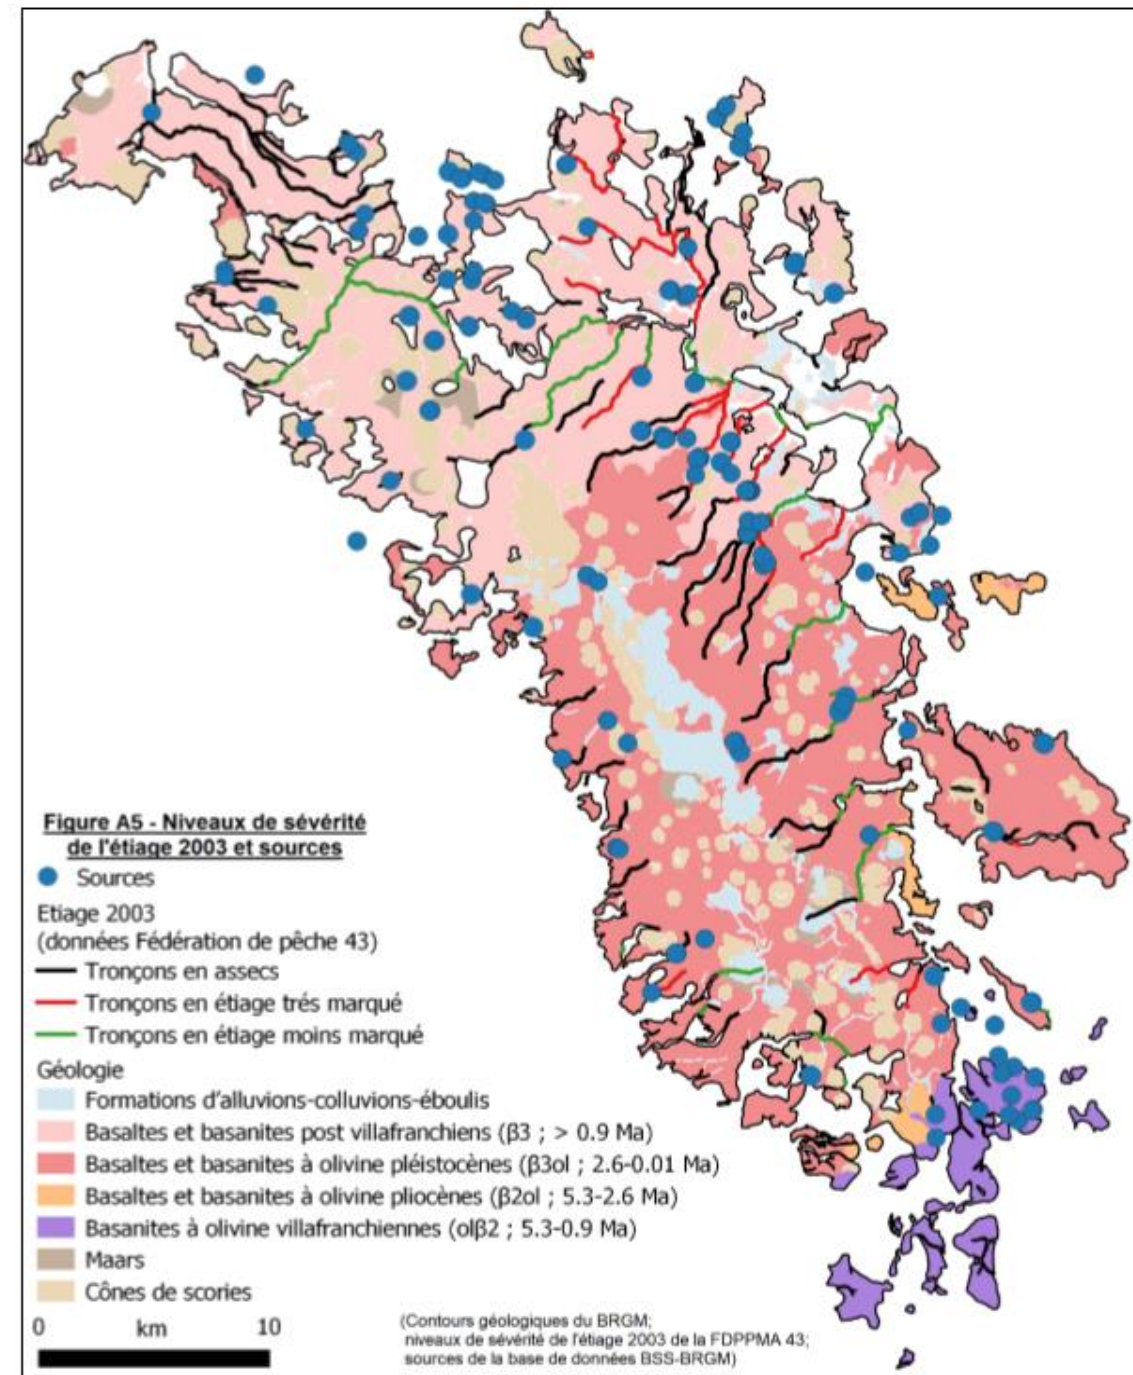 Figure A5 - Niveaux de sévérité
de l'étiage 2003 et sources
Sources
Etiage 2003
(données Fédération de pêche 43)
Tronçons en assecs
Tronçons en étiage trés marqué
Tronçons en étiage moins marqué
Géologie
Formations d'alluvions-colluvions-éboulis
Basaltes et basanites post villafranchiens (β3 ; > 0.9 Ma)
Basaltes et basanites à olivine pléistocènes (β3ol ; 2.6-0.01 Ma)
Basaltes et basanites à olivine pliocènes (β2ol ; 5.3-2.6 Ma)
Basanites à olivine villafranchiennes (olβ2 ; 5.3-0.9 Ma)
Maars
Cônes de scories
0 km 10
(Contours géologiques du BRGM;
niveaux de sévérité de l'étiage 2003 de la FDPPMA 43;
sources de la base de données BSS-BRGM)